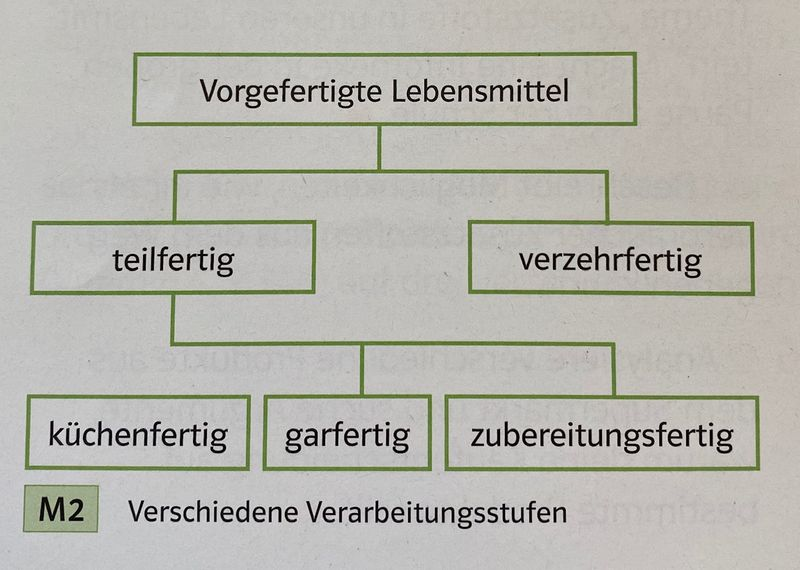 Vorgefertigte Lebensmittel
teilfertig
verzehrfertig
küchenfertig
garfertig
zubereitungsfertig
M2 Verschiedene Verarbeitungsstufen